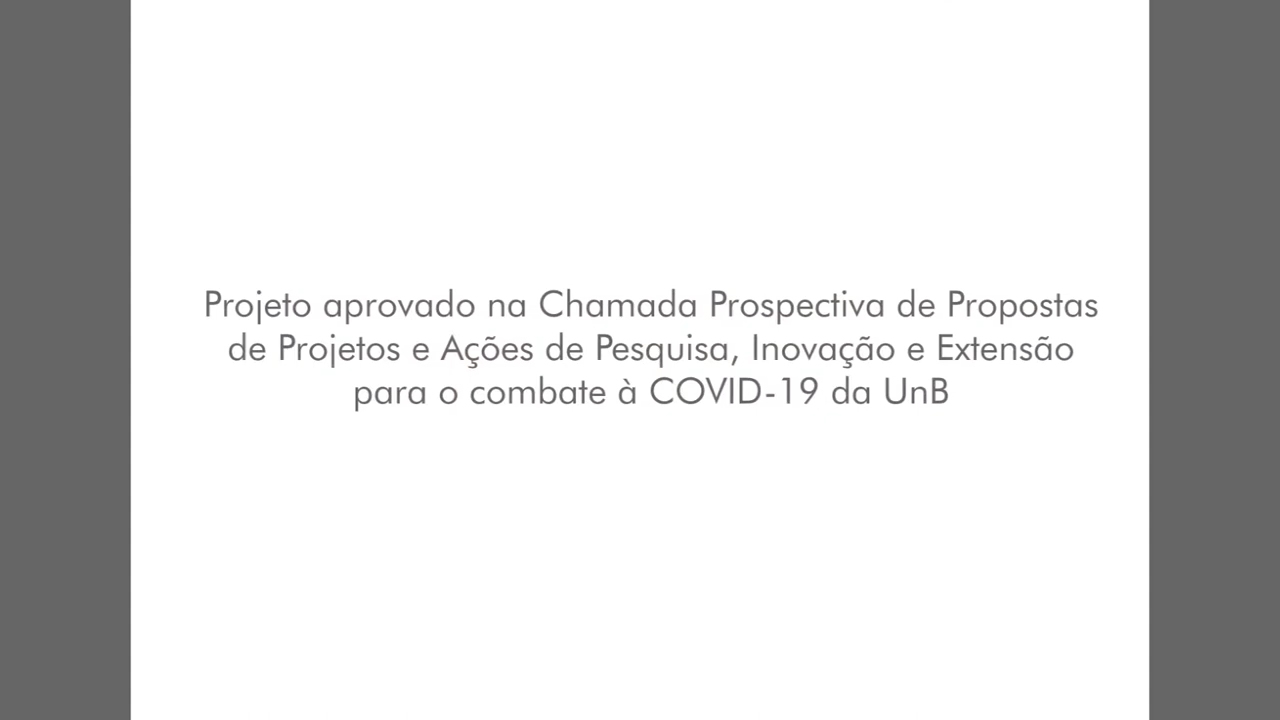 Projeto aprovado na Chamada Prospectiva de Propostas
de Projetos e Ações de Pesquisa, Inovação e Extensão
para o combate à COVID-19 da UnB